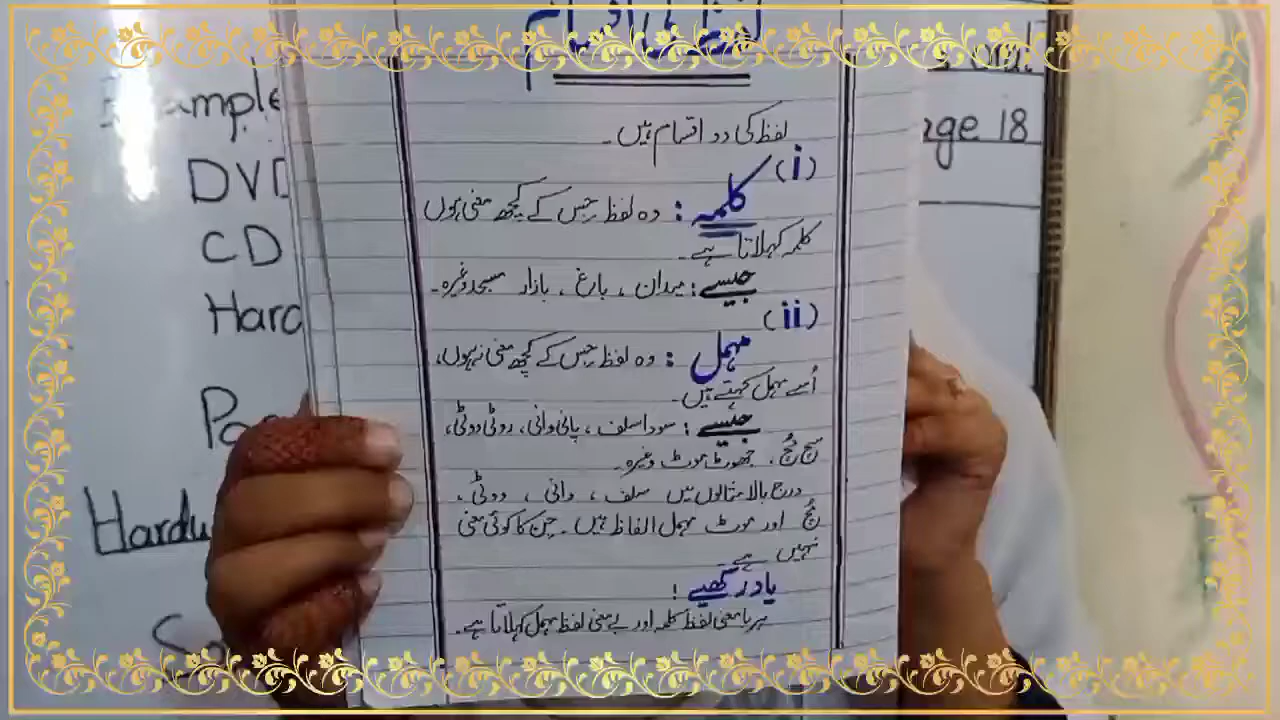 لفظ کی اقسام
لفظ کی دو اقسام ہیں۔
(i)
کلمہ : وہ لفظ جس کے کچھ معنی ہوں
کلمہ کہلاتا ہے۔
جیسے : میدان ، باغ ، بازار مسجد وغیرہ۔
(ii)
مہمل : وہ لفظ جس کے کچھ معنی نہ ہوں،
اُسے مہمل کہتے ہیں۔
جیسے : سودا سلف ، پانی وانی، روٹی ووٹی،
سچ مُچ، جھوٹ موٹ وغیرہ۔
درج بالا مثالوں میں سلف ، وانی ، ووٹی ،
مُچ اور موٹ مہمل الفاظ ہیں ۔ جن کا کوئی معنی
نہیں ہے۔
یاد رکھیے !
ہر بامعنی لفظ کلمہ اور بے معنی لفظ مہمل کہلاتا ہے۔
DVD
CD
Hard
18